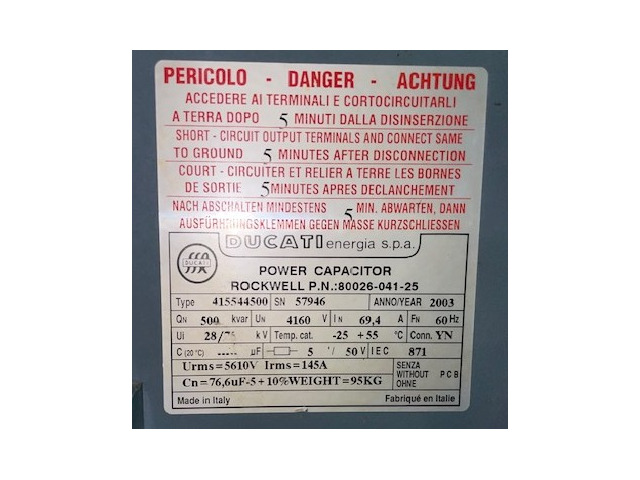 PERICOLO - DANGER - ACHTUNG
ACCEDERE AI TERMINALI E CORTOCIRCUITARLI
A TERRA DOPO 5 MINUTI DALLA DISINSERZIONE
SHORT - CIRCUIT OUTPUT TERMINALS AND CONNECT SAME
TO GROUND 5 MINUTES AFTER DISCONNECTION
COURT - CIRCUITER ET RELIER A TERRE LES BORNES
DE SORTIE 5 MINUTES APRES DECLANCHEMENT
NACH ABSCHALTEN MINDESTENS 5 MIN. ABWARTEN, DANN
AUSFÜHRUNGSKLEMMEN GEGEN MASSE KURZSCHLIESSEN
DUCATI energia s.p.a.
DUCATI
POWER CAPACITOR
ROCKWELL P.N.:80026-041-25
Type 415544500 SN 57946 ANNO/YEAR 2003
QN 500 kvar UN 4160 V IN 69,4 A FN 60 Hz
Ui 28/75 kV Temp. cat. -25 +55 °C Conn. YN
C (20°C) ----- µF 5 '/ 50 V IEC 871
Urms=5610V Irms=145A
SENZA
WITHOUT PCB
OHNE
Cn=76,6uF-5+10%WEIGHT=95KG
Made in Italy Fabriqué en Italie